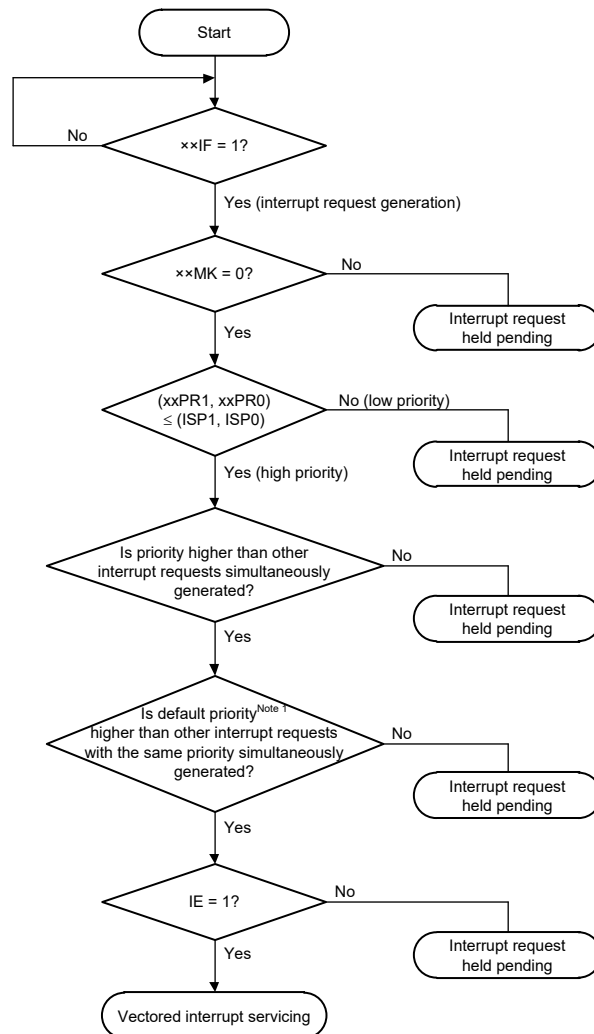 Start
No
××IF = 1?
Yes (interrupt request generation)
××MK = 0?
No
Interrupt request
held pending
Yes
(xxPR1, xxPR0)
≤ (ISP1, ISP0)
No (low priority)
Interrupt request
held pending
Yes (high priority)
Is priority higher than other
interrupt requests simultaneously
generated?
No
Interrupt request
held pending
Yes
Is default priority Note 1
higher than other interrupt requests
with the same priority simultaneously
generated?
No
Interrupt request
held pending
Yes
IE = 1?
No
Interrupt request
held pending
Yes
Vectored interrupt servicing